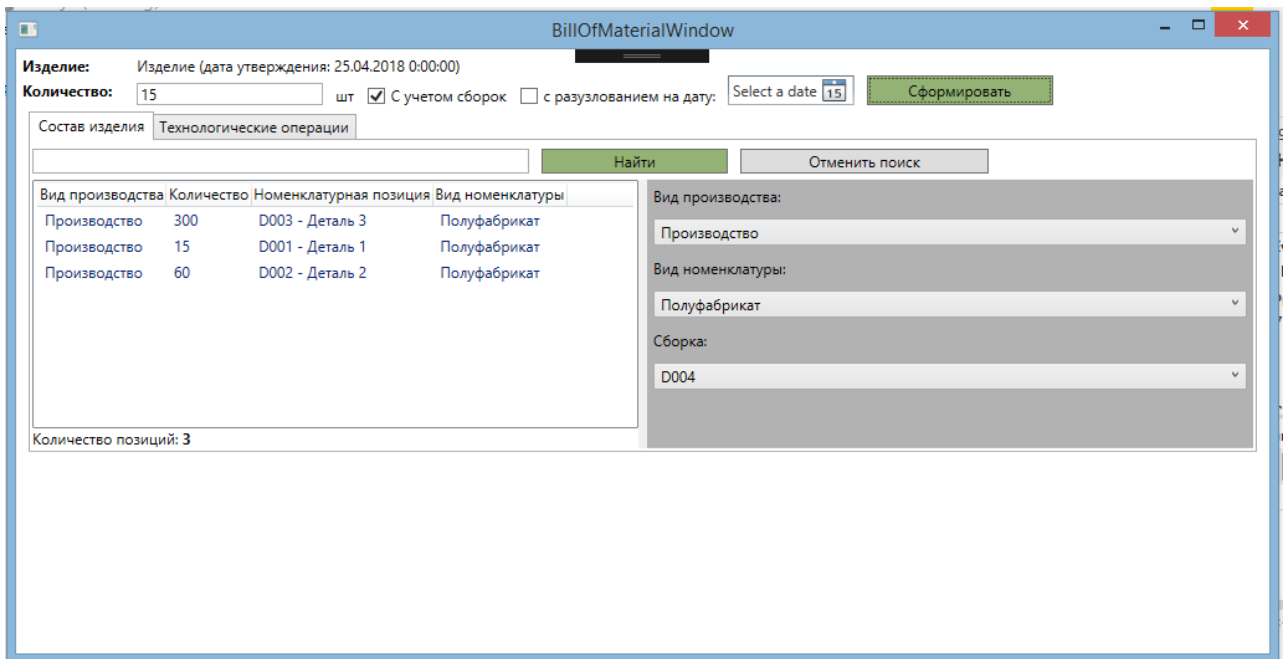 BillOfMaterialWindow
Изделие: Изделие (дата утверждения: 25.04.2018 0:00:00)
Количество: 15 шт С учетом сборок с разузлованием на дату: Select a date 15 Сформировать
Состав изделия Технологические операции
Найти Отменить поиск
Вид производства Количество Номенклатурная позиция Вид номенклатуры
Производство 300 D003 - Деталь 3 Полуфабрикат
Производство 15 D001 - Деталь 1 Полуфабрикат
Производство 60 D002 - Деталь 2 Полуфабрикат
Количество позиций: 3
Вид производства:
Производство
Вид номенклатуры:
Полуфабрикат
Сборка:
D004